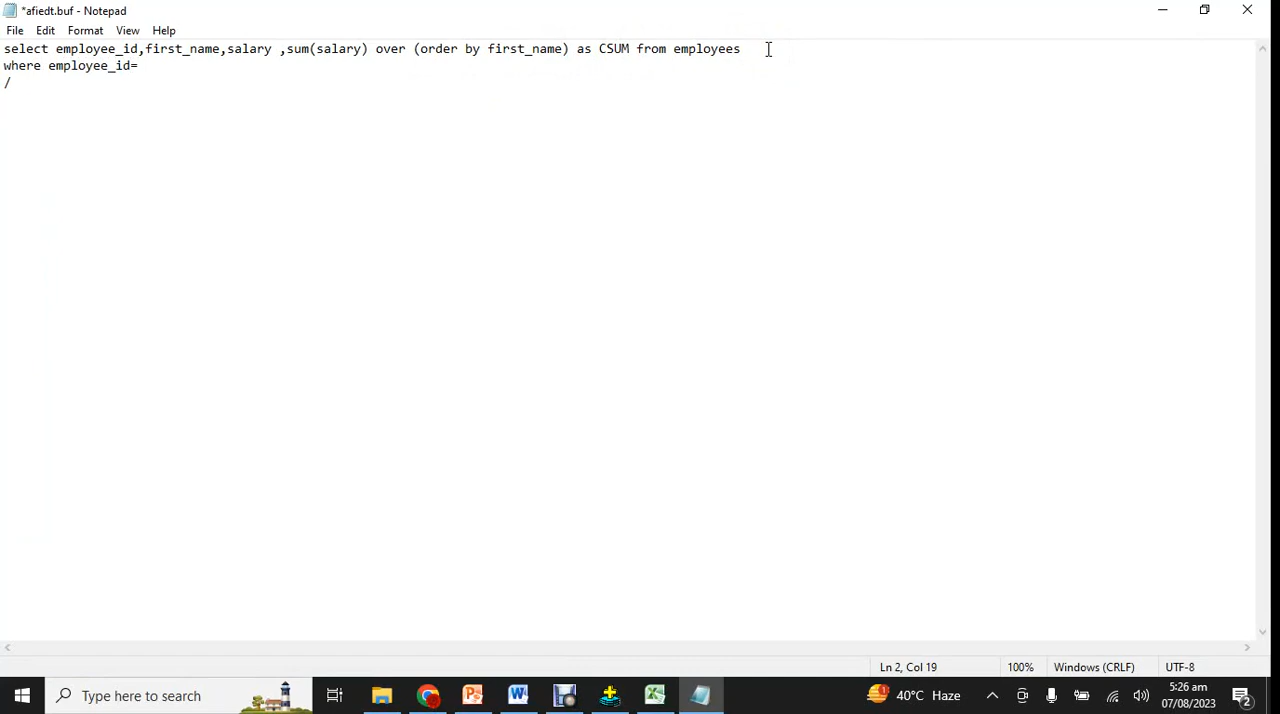 *afiedt.buf - Notepad
File Edit Format View Help
select employee_id,first_name,salary ,sum(salary) over (order by first_name) as CSUM from employees
where employee_id=
/
Ln 2, Col 19 100% Windows (CRLF) UTF-8
Type here to search
40°C Haze
5:26 am
07/08/2023
2